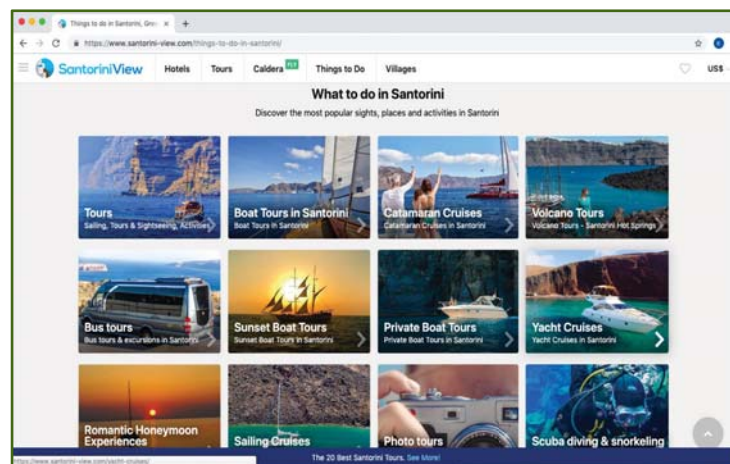 Things to do in Santorini, Gree
https://www.santorini-view.com/things-to-do-in-santorini/
SantoriniView
Hotels
Tours
Caldera FLY
Things to Do
Villages
US$
What to do in Santorini
Discover the most popular sights, places and activities in Santorini
Tours
Sailing, Tours & Sightseeing, Activities
Boat Tours in Santorini
Boat Tours in Santorini
Catamaran Cruises
Catamaran Cruises in Santorini
Volcano Tours
Volcano Tours - Santorini Hot Springs
Bus tours
Bus tours & excursions in Santorini
Sunset Boat Tours
Sunset Boat Tours in Santorini
Private Boat Tours
Private Boat Tours in Santorini
Yacht Cruises
Yacht Cruises in Santorini
Romantic Honeymoon
Experiences
Sailing Cruises
Photo tours
Scuba diving & snorkeling
The 20 Best Santorini Tours. See More!
https://www.santorini-view.com/yacht-cruises/